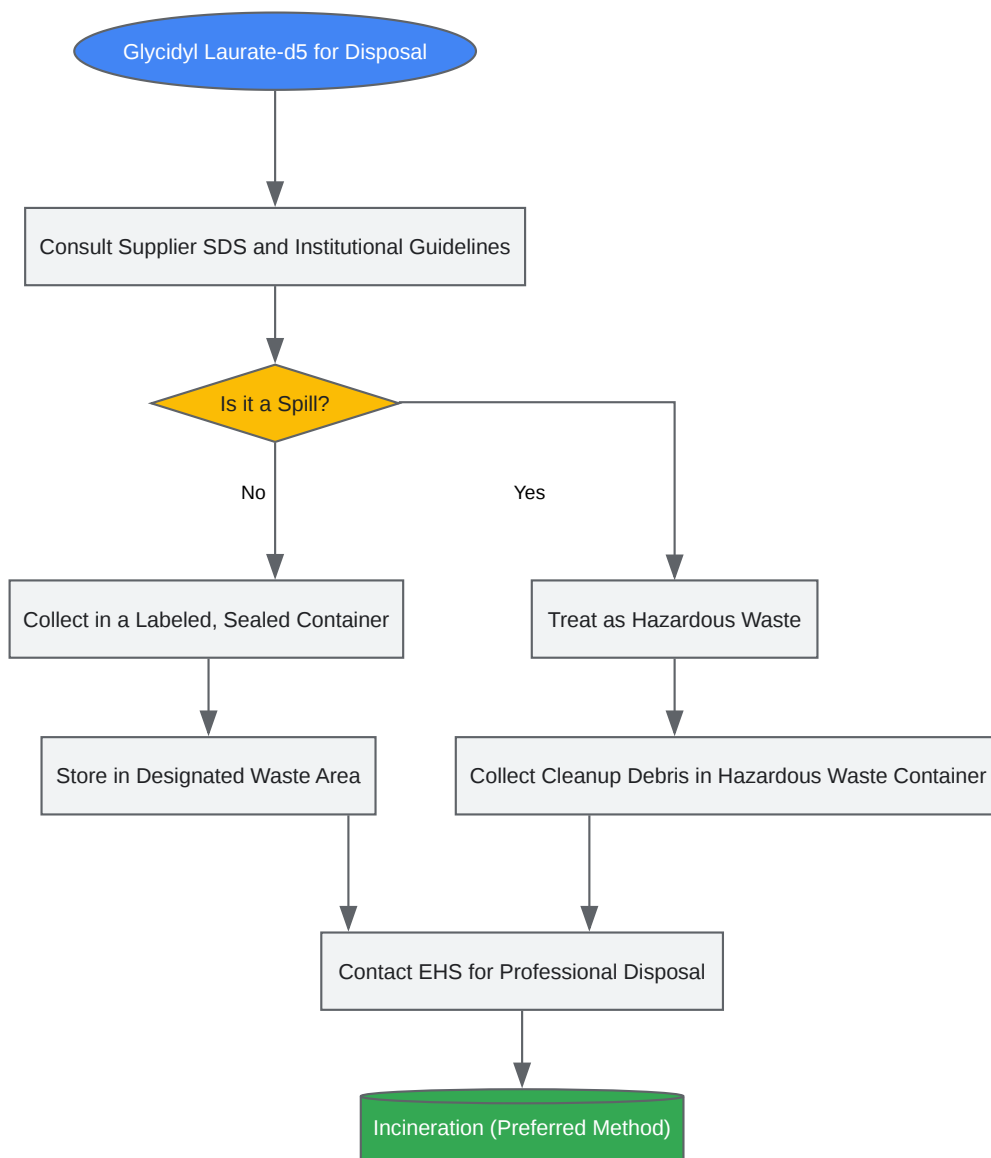 Glycidyl Laurate-d5 for Disposal
Consult Supplier SDS and Institutional Guidelines
Is it a Spill?
No
Yes
Collect in a Labeled, Sealed Container
Treat as Hazardous Waste
Store in Designated Waste Area
Collect Cleanup Debris in Hazardous Waste Container
Contact EHS for Professional Disposal
Incineration (Preferred Method)